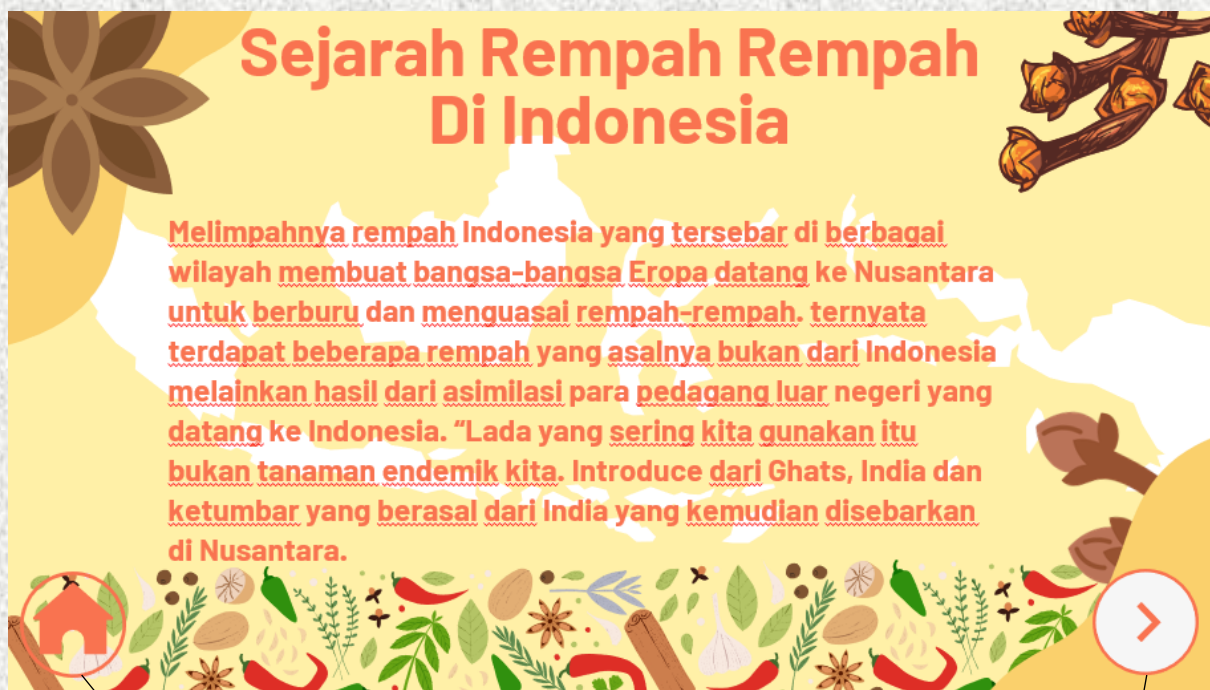 Sejarah Rempah Rempah
Di Indonesia
Melimpahnya rempah Indonesia yang tersebar di berbagai
wilayah membuat bangsa-bangsa Eropa datang ke Nusantara
untuk berburu dan menguasai rempah-rempah. ternyata
terdapat beberapa rempah yang asalnya bukan dari Indonesia
melainkan hasil dari asimilasi para pedagang luar negeri yang
datang ke Indonesia. “Lada yang sering kita gunakan itu
bukan tanaman endemik kita. Introduce dari Ghats, India dan
ketumbar yang berasal dari India yang kemudian disebarkan
di Nusantara.